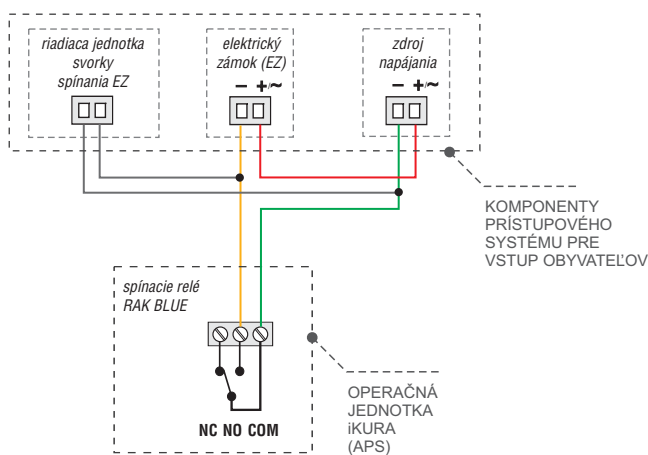 riadiaca jednotka
svorky
spínania EZ
elektrický
zámok (EZ)
− +/~
zdroj
napájania
− +/~
KOMPONENTY
PRÍSTUPOVÉHO
SYSTÉMU PRE
VSTUP OBYVATEĽOV
spínacie relé
RAK BLUE
NC NO COM
OPERAČNÁ
JEDNOTKA
iKURA
(APS)